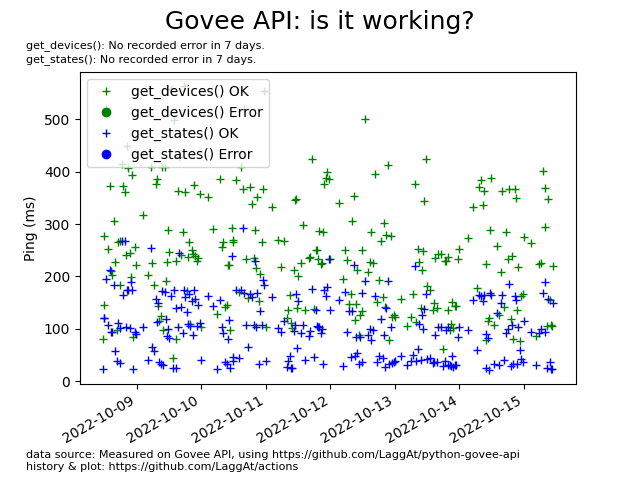 Govee API: is it working?
get_devices(): No recorded error in 7 days.
get_states(): No recorded error in 7 days.
get_devices() OK
get_devices() Error
get_states() OK
get_states() Error
Ping (ms)
500
400
300
200
100
0
2022-10-09
2022-10-10
2022-10-11
2022-10-12
2022-10-13
2022-10-14
2022-10-15
data source: Measured on Govee API, using https://github.com/LaggAt/python-govee-api
history & plot: https://github.com/LaggAt/actions